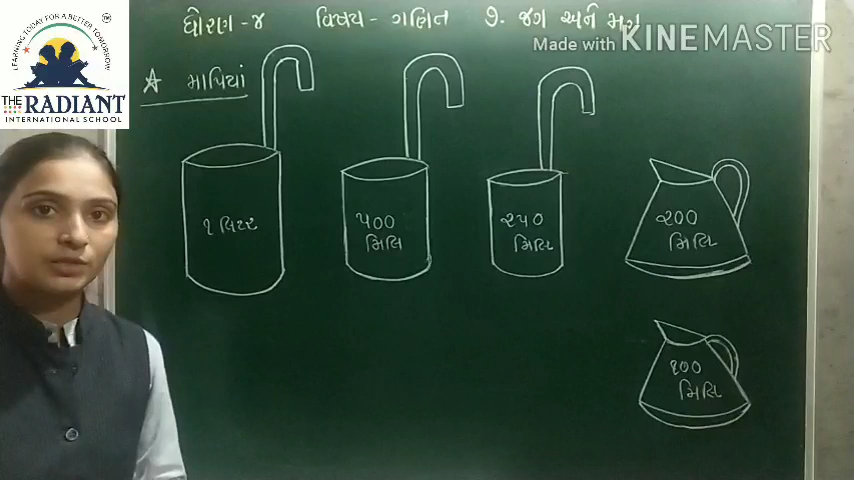 ધોરણ - ૪ વિષય - ગણિત ૭. જગ અને મગ
Made with KINEMASTER
LEARNING TODAY FOR A BETTER TOMORROW
TM
THE RADIANT
INTERNATIONAL SCHOOL
☆ માપિયાં
૧ લિટર
૫૦૦
મિલિ
૨૫૦
મિલિ
૨૦૦
મિલિ
૧૦૦
મિલિ